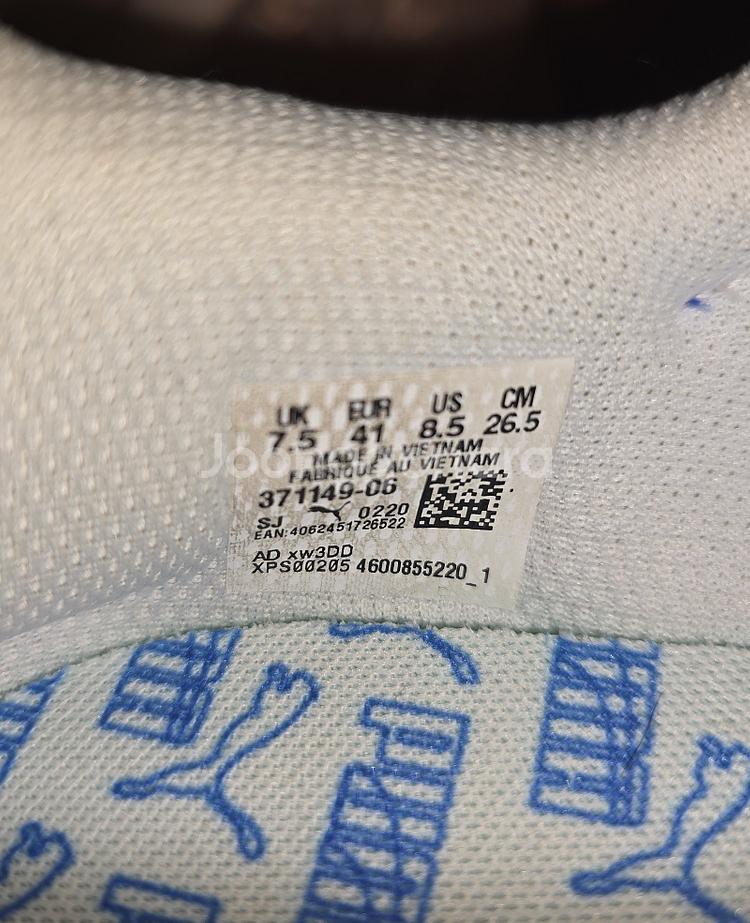 UK EUR US CM
7.5 41 8.5 26.5
MADE IN VIETNAM
FABRIQUE AU VIETNAM
371149-06
SJ 0220
EAN:4062451726522
AD xw3DD
XPS00205 4600855220_1
PUMA